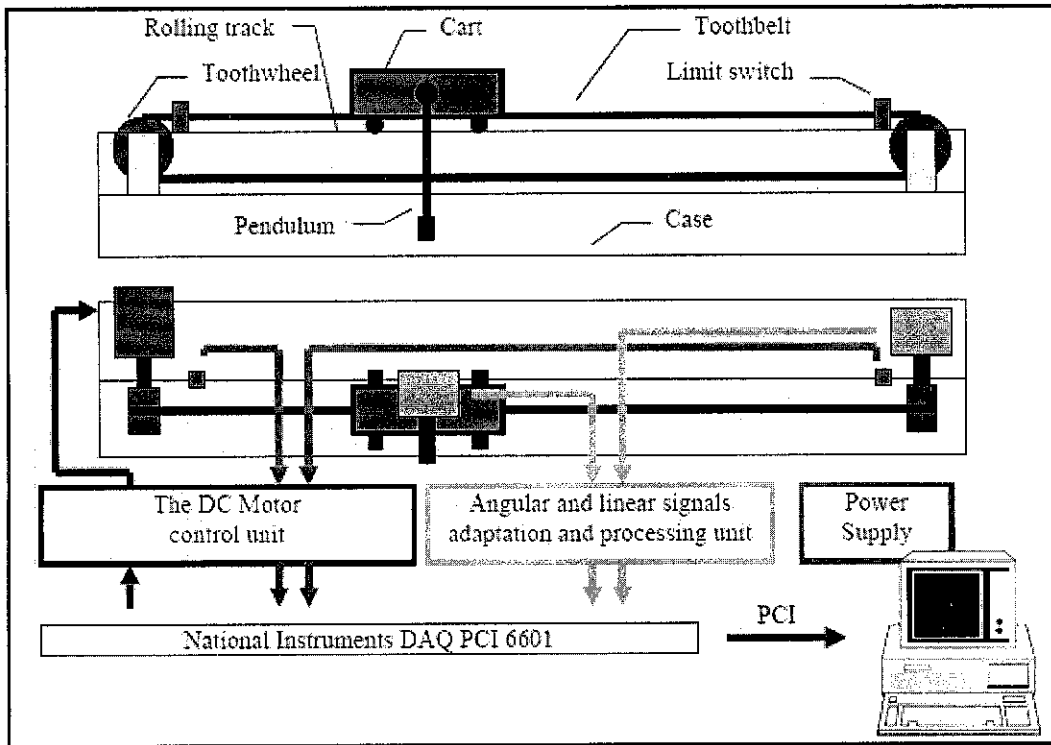 Rolling track
Cart
Toothbelt
Toothwheel
Limit switch
Pendulum
Case
The DC Motor
control unit
Angular and linear signals
adaptation and processing unit
Power
Supply
PCI
National Instruments DAQ PCI 6601